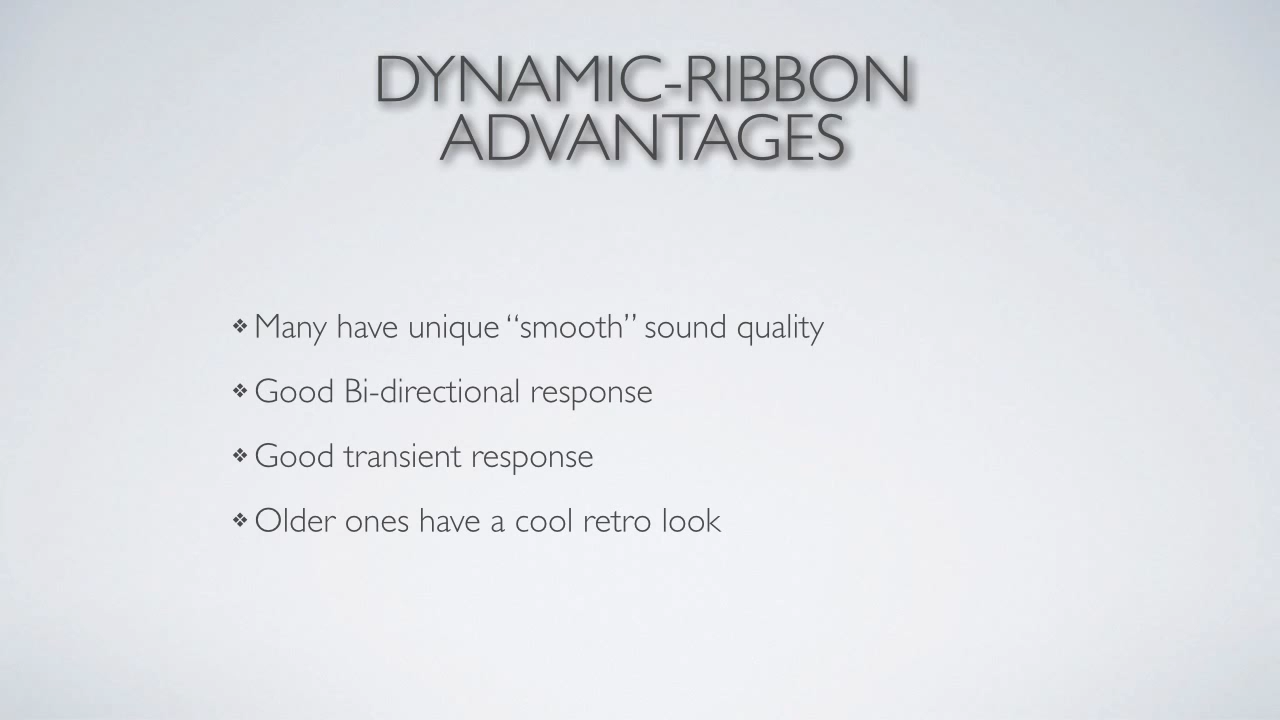 DYNAMIC-RIBBON
ADVANTAGES
❖ Many have unique “smooth” sound quality
❖ Good Bi-directional response
❖ Good transient response
❖ Older ones have a cool retro look